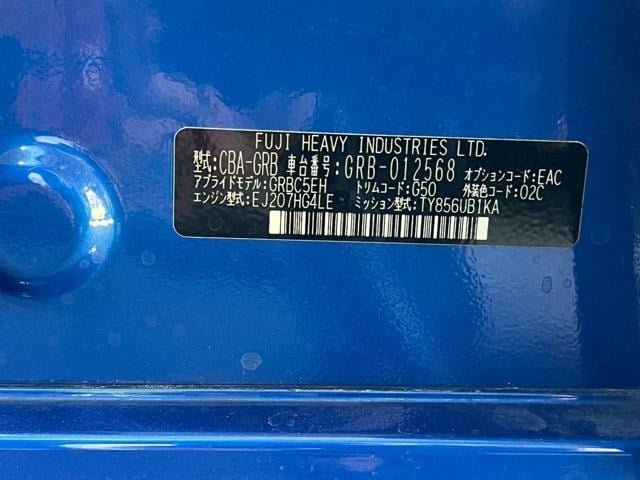 FUJI HEAVY INDUSTRIES LTD.
型式:CBA-GRB 車台番号:GRB-012568 オプションコード:EAC
アプライドモデル:GRBC5EH トリムコード:G50 外装色コード:02C
エンジン型式:EJ207HG4LE ミッション型式:TY856UB1KA